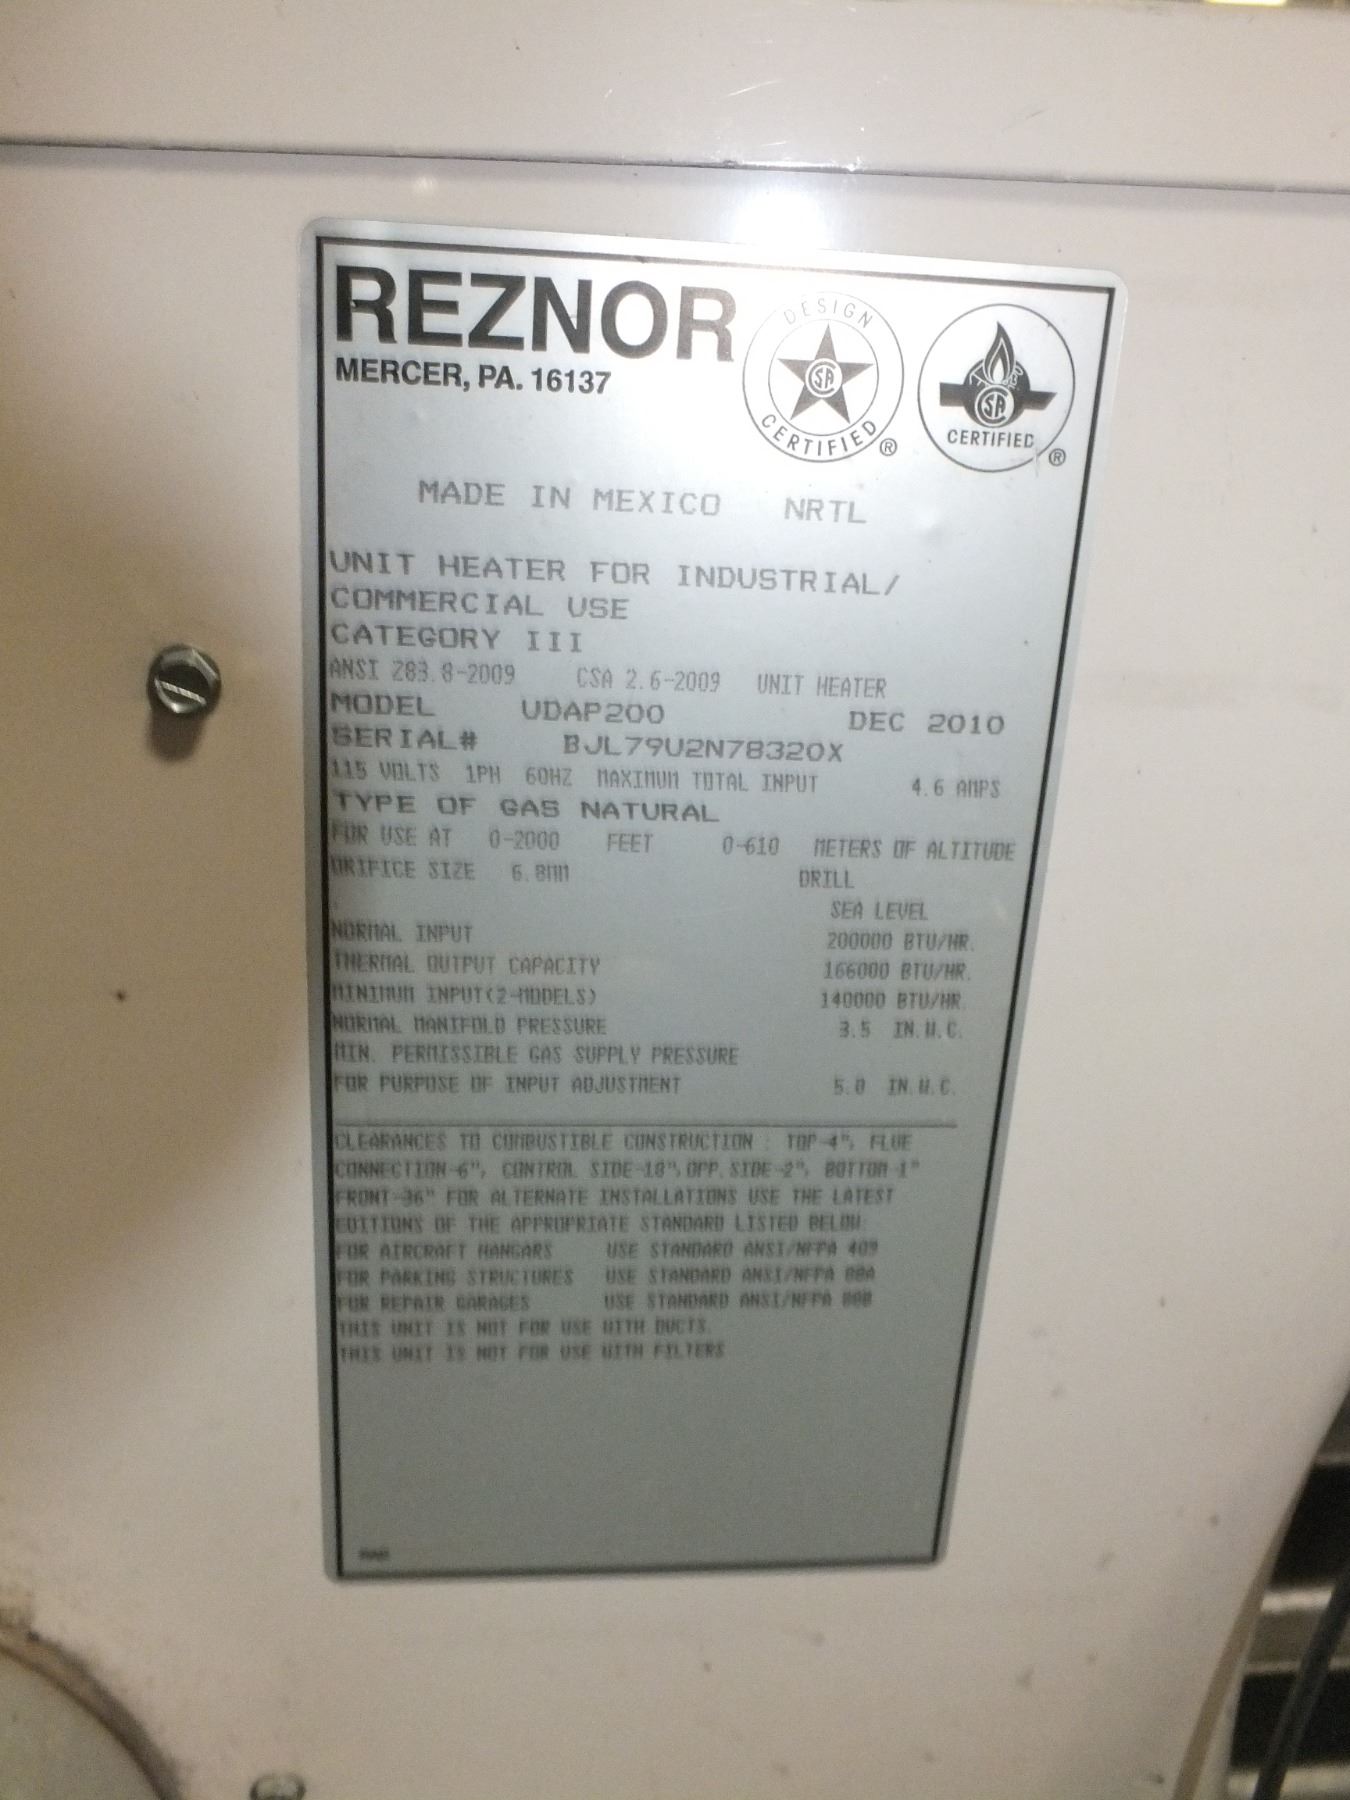 REZNOR
MERCER, PA. 16137
DESIGN CERTIFIED ®
CERTIFIED ®
MADE IN MEXICO NRTL
UNIT HEATER FOR INDUSTRIAL/
COMMERCIAL USE
CATEGORY III
ANSI Z83.8-2009 CSA 2.6-2009 UNIT HEATER
MODEL UDAP200 DEC 2010
SERIAL# BJL79U2N78320X
115 VOLTS 1PH 60HZ MAXIMUM TOTAL INPUT 4.6 AMPS
TYPE OF GAS NATURAL
FOR USE AT 0-2000 FEET 0-610 METERS OF ALTITUDE
ORIFICE SIZE 6.8MM DRILL
SEA LEVEL
NORMAL INPUT 200000 BTU/HR.
THERMAL OUTPUT CAPACITY 166000 BTU/HR.
MINIMUM INPUT(2-MODELS) 140000 BTU/HR.
NORMAL MANIFOLD PRESSURE 3.5 IN.W.C.
MIN. PERMISSIBLE GAS SUPPLY PRESSURE
FOR PURPOSE OF INPUT ADJUSTMENT 5.0 IN.W.C.
CLEARANCES TO COMBUSTIBLE CONSTRUCTION : TOP-4", FLUE
CONNECTION-6", CONTROL SIDE-18",OPP.SIDE-2", BOTTOM-1"
FRONT-36" FOR ALTERNATE INSTALLATIONS USE THE LATEST
EDITIONS OF THE APPROPRIATE STANDARD LISTED BELOW.
FOR AIRCRAFT HANGARS USE STANDARD ANSI/NFPA 409
FOR PARKING STRUCTURES USE STANDARD ANSI/NFPA 88A
FOR REPAIR GARAGES USE STANDARD ANSI/NFPA 88B
THIS UNIT IS NOT FOR USE WITH DUCTS.
THIS UNIT IS NOT FOR USE WITH FILTERS